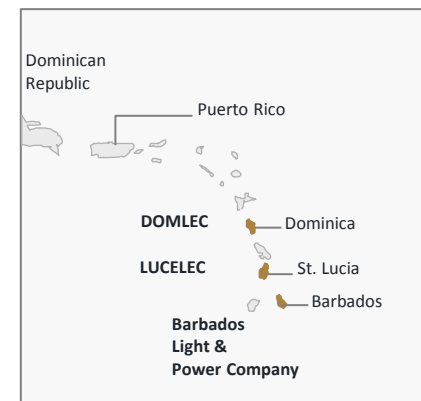 Dominican
Republic
Puerto Rico
DOMLEC
Dominica
LUCELEC
St. Lucia
Barbados
Barbados
Light &
Power Company